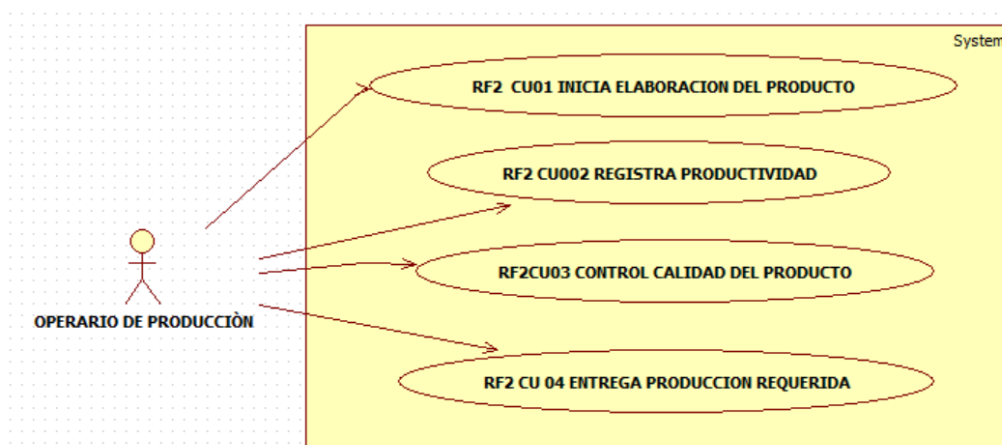 System
RF2 CU01 INICIA ELABORACION DEL PRODUCTO
RF2 CU002 REGISTRA PRODUCTIVIDAD
RF2CU03 CONTROL CALIDAD DEL PRODUCTO
OPERARIO DE PRODUCCIÒN
RF2 CU 04 ENTREGA PRODUCCION REQUERIDA